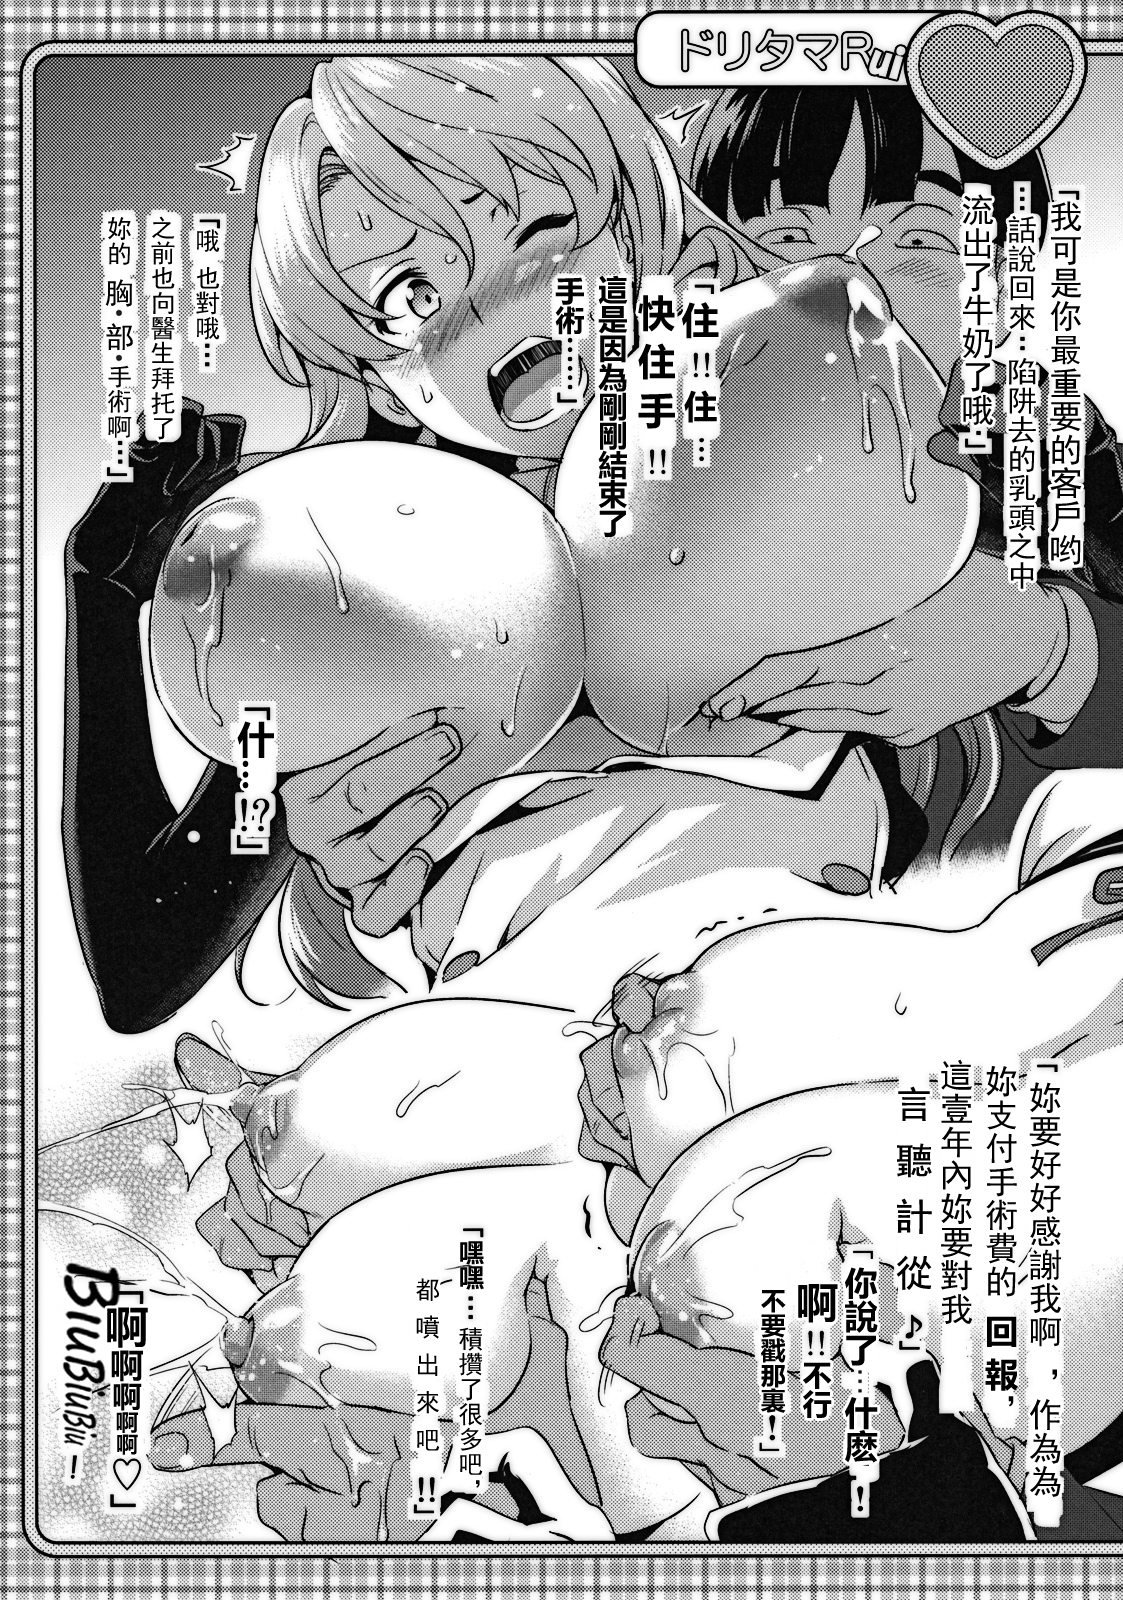 ドリタマRui
「我可是你最重要的客戶喲
…話說回來…陷阱去的乳頭之中
流出了牛奶了哦…」
「住!!住…
快住手!!
這是因為剛剛結束了
手術……」
「哦 也對哦…
之前也向醫生拜托了
妳的 胸·部·手術啊…」
「什…!?」
「妳要好好感謝我啊，作為為
妳支付手術費的 回報，
這壹年內妳要對我
言聽計從♪」
「你說了…什麽！
啊!!不行
不要戳那裏！」
「嘿嘿…積攢了很多吧，
都噴出來吧!!」
「啊啊啊啊啊♡」
BiuBiuBiu—!